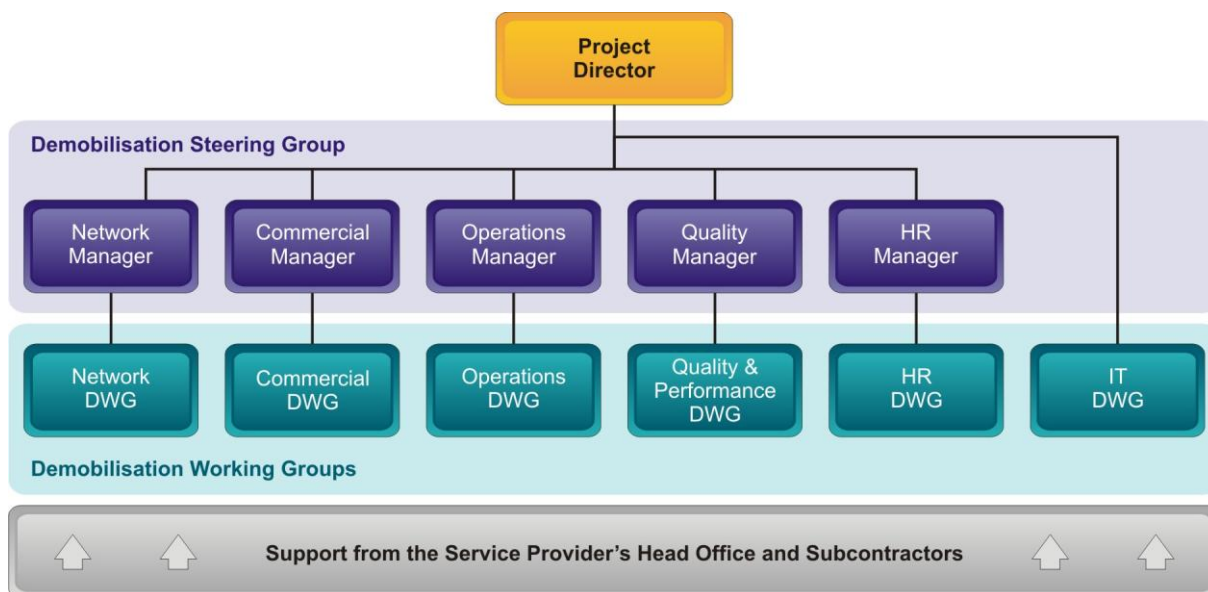 Project
Director
Demobilisation Steering Group
Network
Manager
Commercial
Manager
Operations
Manager
Quality
Manager
HR
Manager
Network
DWG
Commercial
DWG
Operations
DWG
Quality &
Performance
DWG
HR
DWG
IT
DWG
Demobilisation Working Groups
Support from the Service Provider's Head Office and Subcontractors